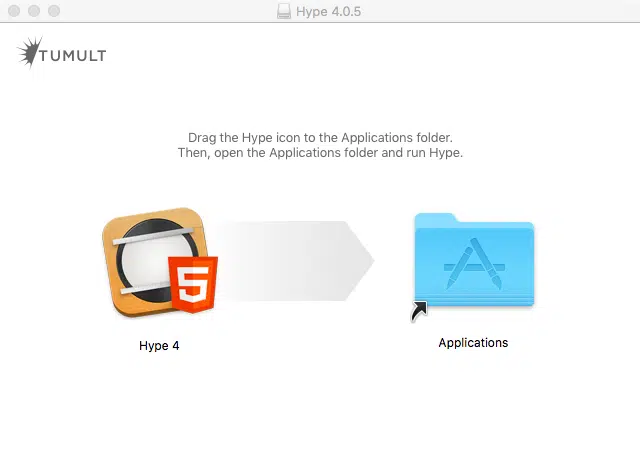 Hype 4.0.5
TUMULT
Drag the Hype icon to the Applications folder.
Then, open the Applications folder and run Hype.
5
Hype 4
Applications